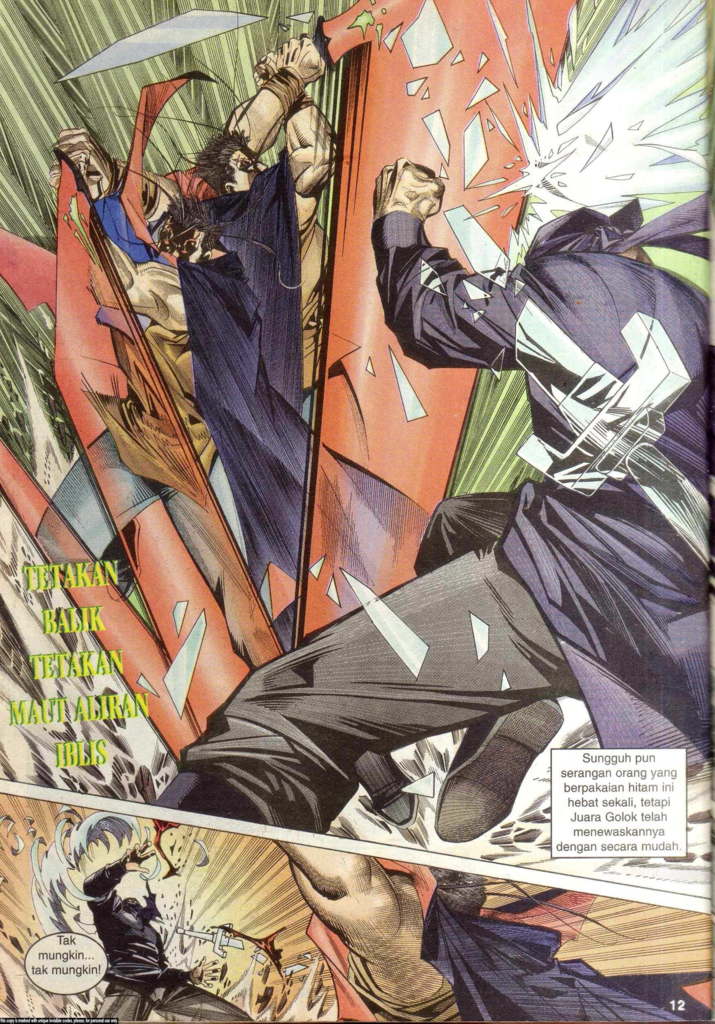 TETAKAN
BALIK
TETAKAN
MAUT ALIRAN
IBLIS
Sungguh pun
serangan orang yang
berpakaian hitam ini
hebat sekali, tetapi
Juara Golok telah
menewaskannya
dengan secara mudah.
Tak
mungkin...
tak mungkin!
12